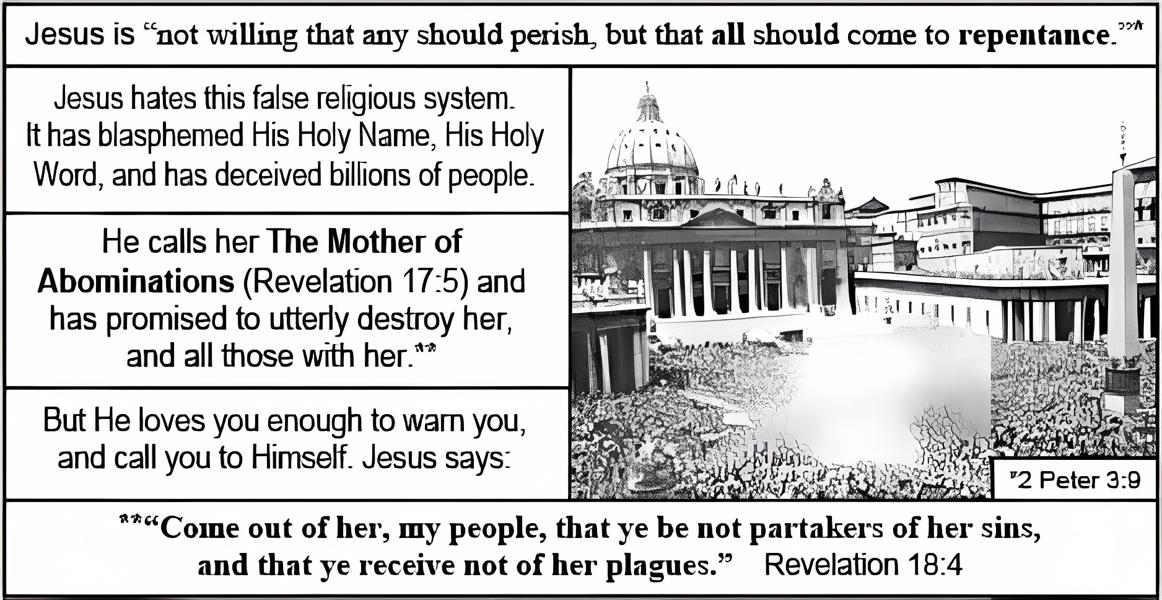 Jesus is “not willing that any should perish, but that all should come to repentance.”*
Jesus hates this false religious system.
It has blasphemed His Holy Name, His Holy
Word, and has deceived billions of people.
He calls her The Mother of
Abominations (Revelation 17:5) and
has promised to utterly destroy her,
and all those with her.**
But He loves you enough to warn you,
and call you to Himself. Jesus says:
*2 Peter 3:9
**“Come out of her, my people, that ye be not partakers of her sins,
and that ye receive not of her plagues.” Revelation 18:4